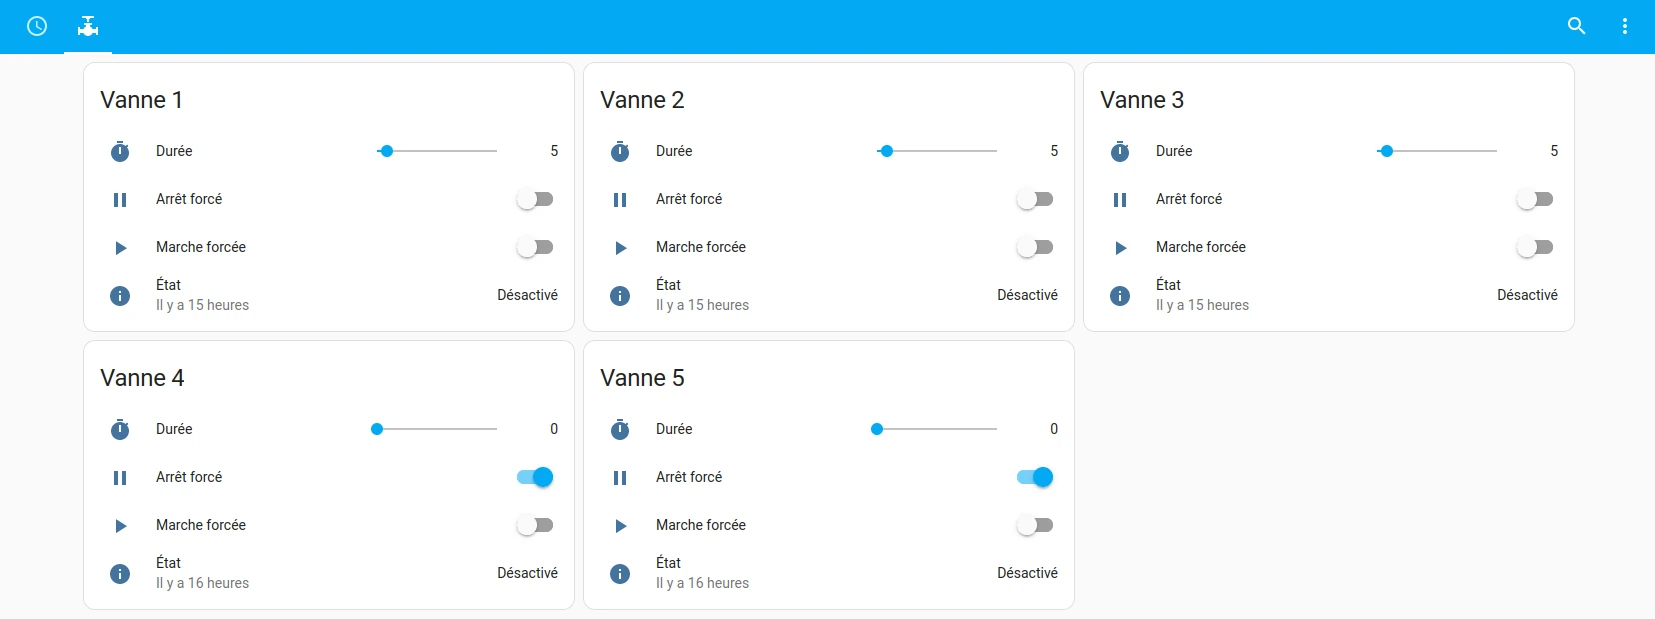 Vanne 1
Durée 5
Arrêt forcé
Marche forcée
État
Il y a 15 heures
Désactivé
Vanne 2
Durée 5
Arrêt forcé
Marche forcée
État
Il y a 15 heures
Désactivé
Vanne 3
Durée 5
Arrêt forcé
Marche forcée
État
Il y a 15 heures
Désactivé
Vanne 4
Durée 0
Arrêt forcé
Marche forcée
État
Il y a 16 heures
Désactivé
Vanne 5
Durée 0
Arrêt forcé
Marche forcée
État
Il y a 16 heures
Désactivé